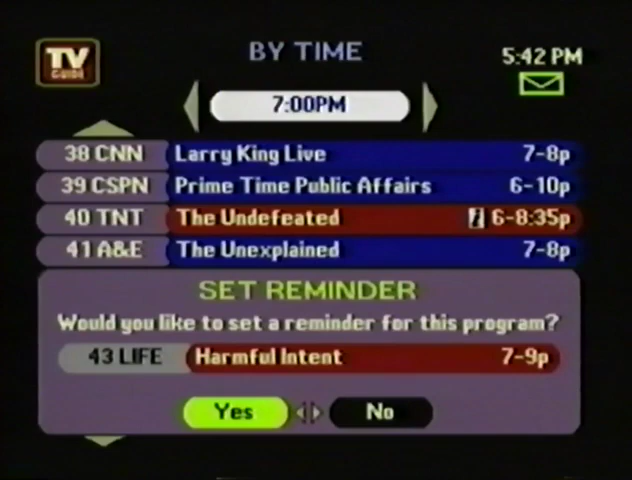 TV GUIDE
BY TIME
5:42 PM
7:00PM
38 CNN Larry King Live 7-8p
39 CSPN Prime Time Public Affairs 6-10p
40 TNT The Undefeated i 6-8:35p
41 A&E The Unexplained 7-8p
SET REMINDER
Would you like to set a reminder for this program?
43 LIFE Harmful Intent 7-9p
Yes No